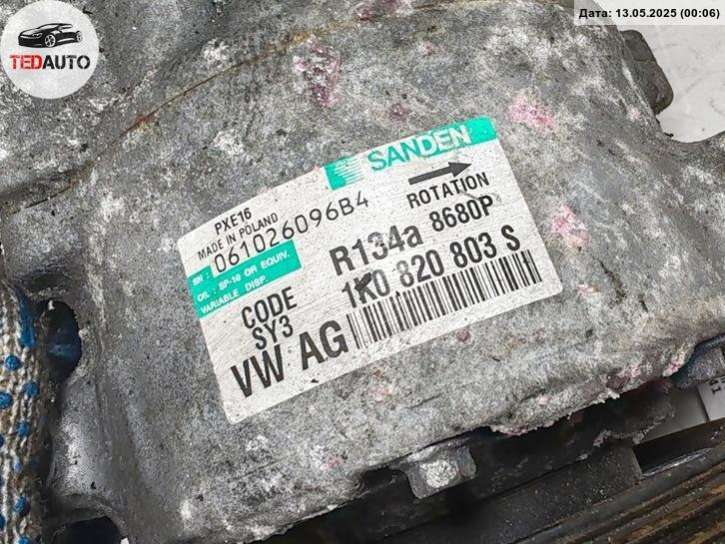 TEDAUTO
Дата: 13.05.2025 (00:06)
SANDEN
PXE16
MADE IN POLAND
ROTATION
SN : 061026096B4
R134a 8680P
OIL : SP-10 OR EQUIV.
VARIABLE DISP.
1K0 820 803 S
CODE
SY3
VW AG